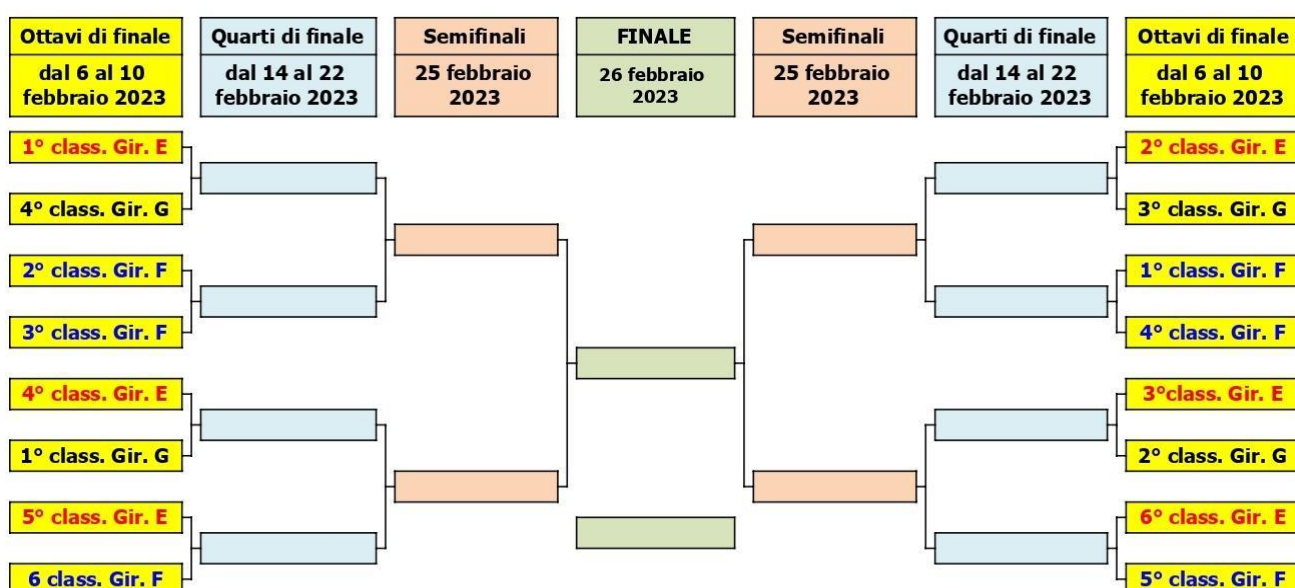 Ottavi di finale
Quarti di finale
Semifinali
FINALE
Semifinali
Quarti di finale
Ottavi di finale
dal 6 al 10
febbraio 2023
dal 14 al 22
febbraio 2023
25 febbraio
2023
26 febbraio
2023
25 febbraio
2023
dal 14 al 22
febbraio 2023
dal 6 al 10
febbraio 2023
1° class. Gir. E
4° class. Gir. G
2° class. Gir. F
3° class. Gir. F
4° class. Gir. E
1° class. Gir. G
5° class. Gir. E
6 class. Gir. F
2° class. Gir. E
3° class. Gir. G
1° class. Gir. F
4° class. Gir. F
3°class. Gir. E
2° class. Gir. G
6° class. Gir. E
5° class. Gir. F